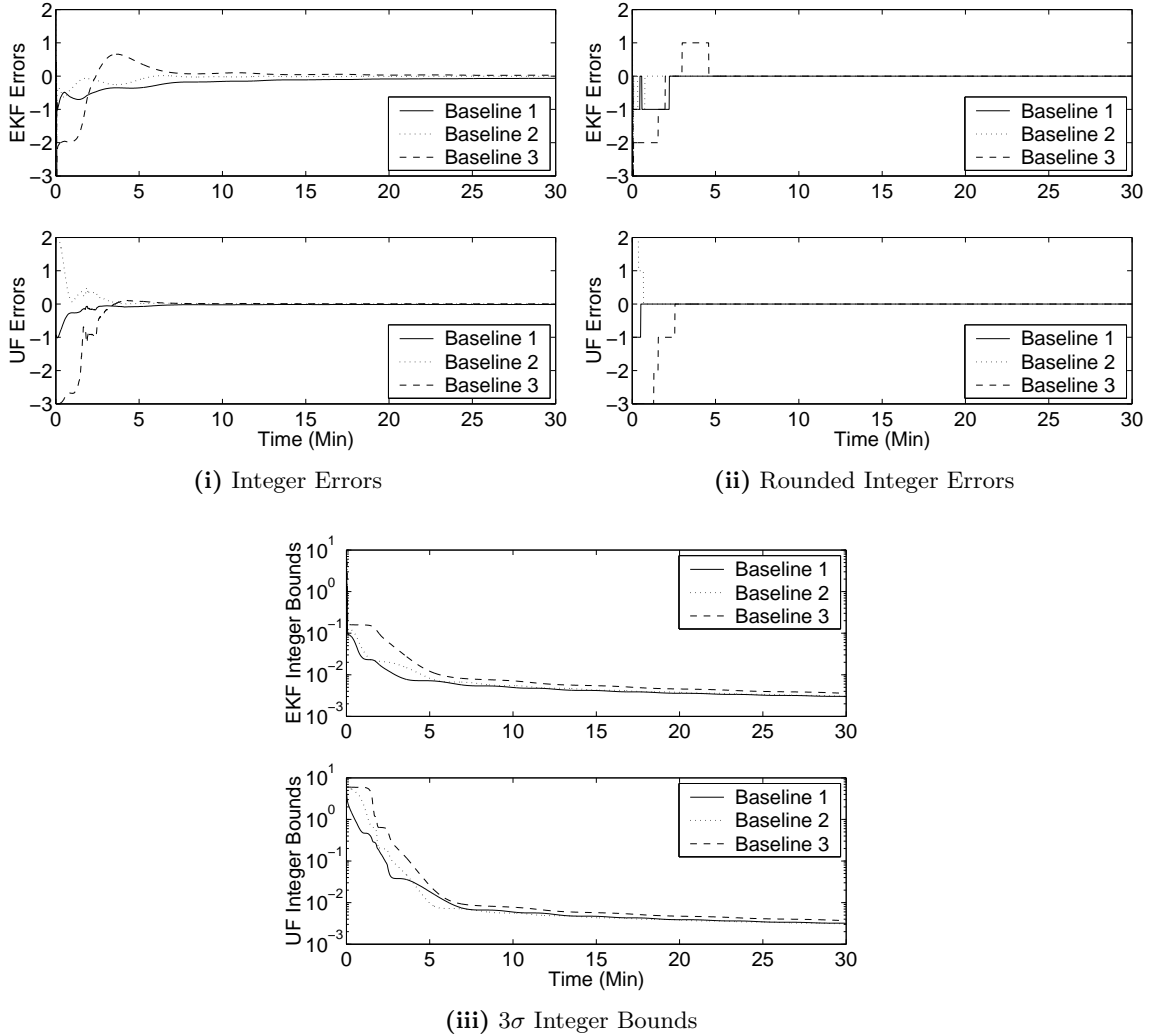 2
1
0
−1
−2
−3
EKF Errors
0 5 10 15 20 25 30
Baseline 1
Baseline 2
Baseline 3
2
1
0
−1
−2
−3
UF Errors
0 5 10 15 20 25 30
Time (Min)
Baseline 1
Baseline 2
Baseline 3
(i) Integer Errors
2
1
0
−1
−2
−3
EKF Errors
0 5 10 15 20 25 30
Baseline 1
Baseline 2
Baseline 3
2
1
0
−1
−2
−3
UF Errors
0 5 10 15 20 25 30
Time (Min)
Baseline 1
Baseline 2
Baseline 3
(ii) Rounded Integer Errors
10^1
10^0
10^−1
10^−2
10^−3
EKF Integer Bounds
0 5 10 15 20 25 30
Baseline 1
Baseline 2
Baseline 3
10^1
10^0
10^−1
10^−2
10^−3
UF Integer Bounds
0 5 10 15 20 25 30
Time (Min)
Baseline 1
Baseline 2
Baseline 3
(iii) 3σ Integer Bounds